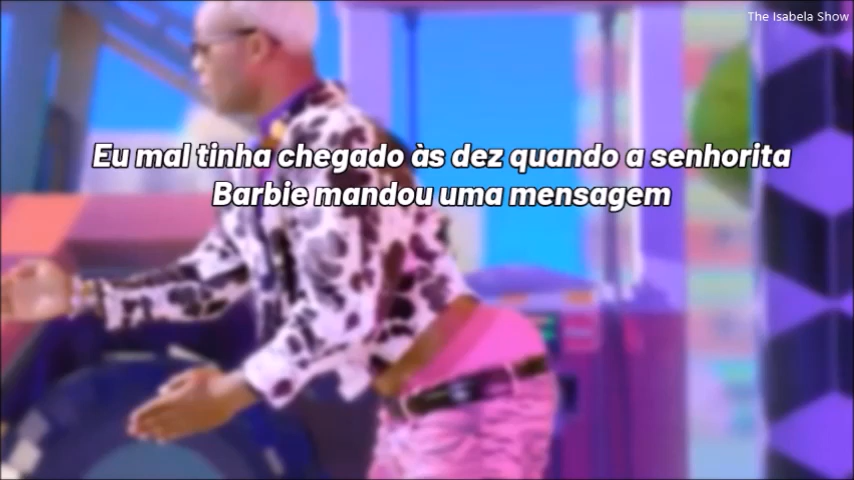 The Isabela Show
Eu mal tinha chegado às dez quando a senhorita
Barbie mandou uma mensagem